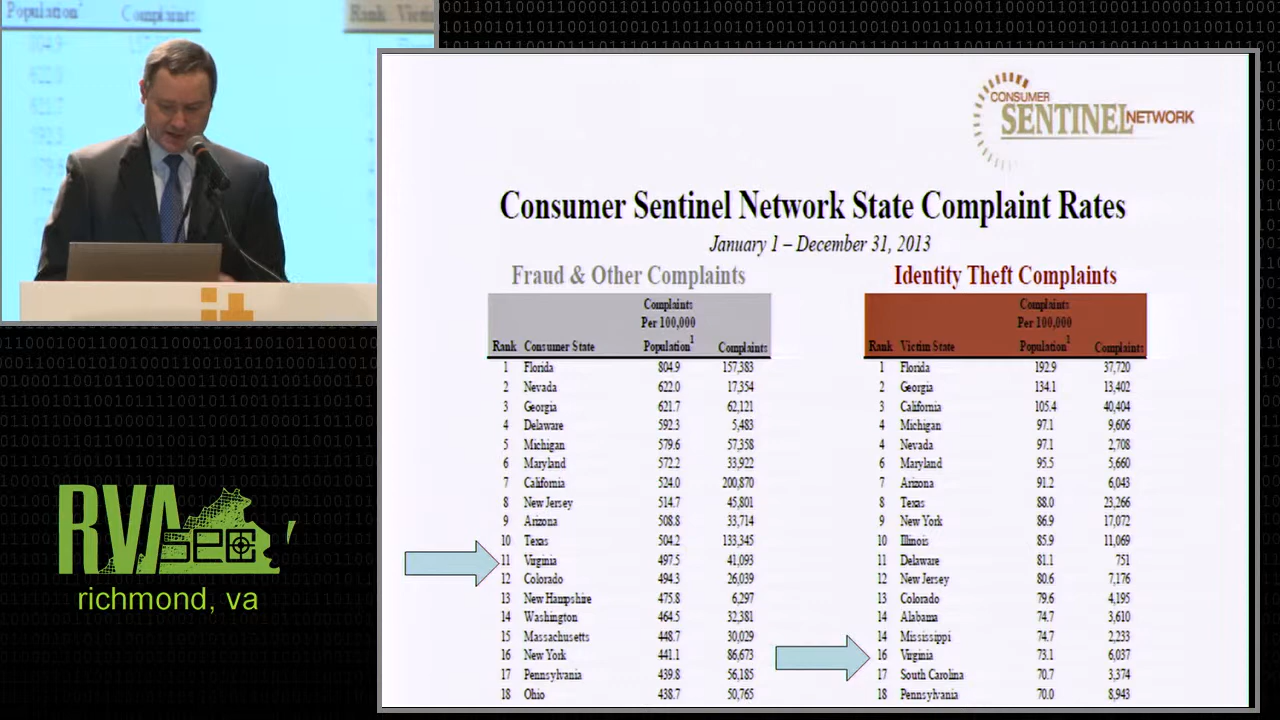 Population¹ Complaints Rank
CONSUMER
SENTINEL NETWORK
Consumer Sentinel Network State Complaint Rates
January 1 – December 31, 2013
Fraud & Other Complaints
Rank Consumer State Complaints Per 100,000 Population¹ Complaints
1 Florida 804.9 157,383
2 Nevada 622.0 17,354
3 Georgia 621.7 62,121
4 Delaware 592.3 5,483
5 Michigan 579.6 57,358
6 Maryland 572.2 33,922
7 California 524.0 200,870
8 New Jersey 514.7 45,801
9 Arizona 508.8 33,714
10 Texas 504.2 133,345
11 Virginia 497.5 41,093
12 Colorado 494.3 26,039
13 New Hampshire 475.8 6,297
14 Washington 464.5 32,381
15 Massachusetts 448.7 30,029
16 New York 441.1 86,673
17 Pennsylvania 439.8 56,185
18 Ohio 438.7 50,765
Identity Theft Complaints
Rank Victim State Complaints Per 100,000 Population¹ Complaints
1 Florida 192.9 37,720
2 Georgia 134.1 13,402
3 California 105.4 40,404
4 Michigan 97.1 9,606
4 Nevada 97.1 2,708
6 Maryland 95.5 5,660
7 Arizona 91.2 6,043
8 Texas 88.0 23,266
9 New York 86.9 17,072
10 Illinois 85.9 11,069
11 Delaware 81.1 751
12 New Jersey 80.6 7,176
13 Colorado 79.6 4,195
14 Alabama 74.7 3,610
14 Mississippi 74.7 2,233
16 Virginia 73.1 6,037
17 South Carolina 70.7 3,374
18 Pennsylvania 70.0 8,943
RVASEC
richmond, va